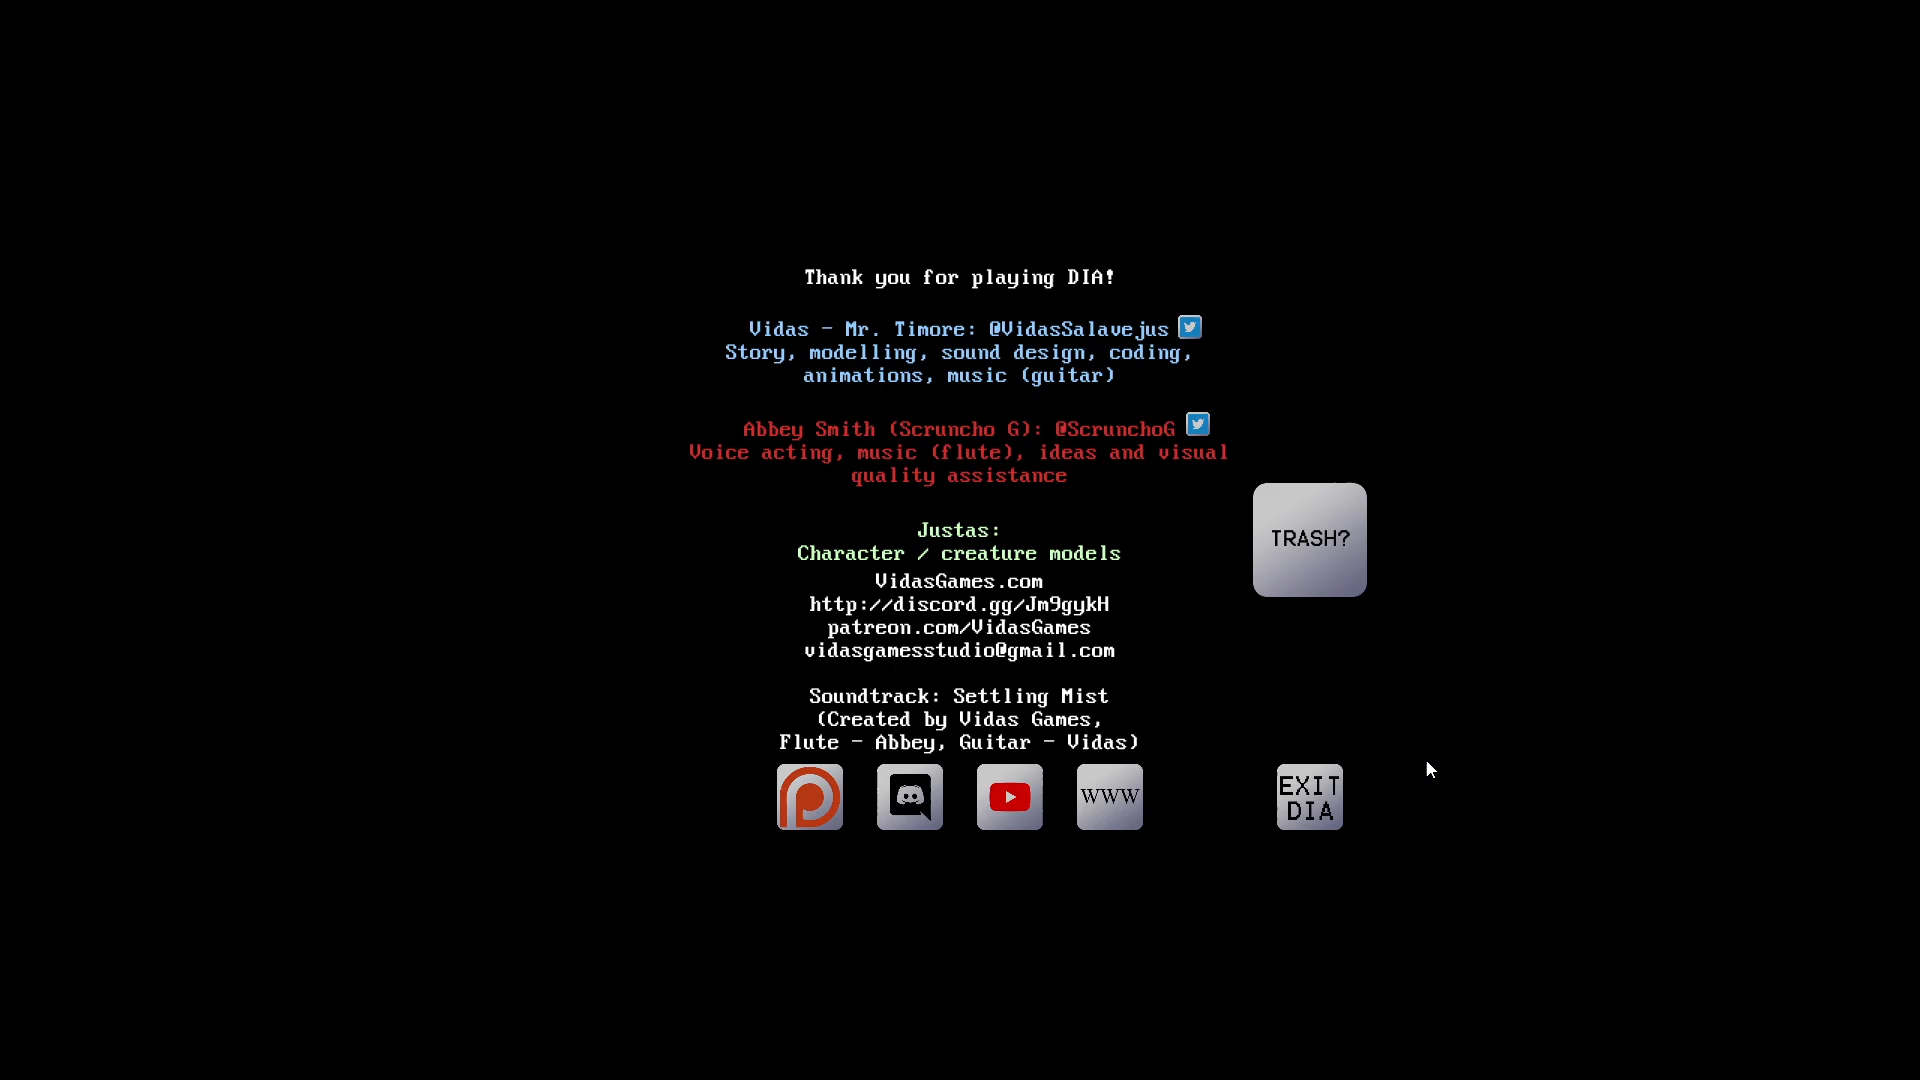 Thank you for playing DIA!
Vidas - Mr. Timore: @VidasSalavejus
Story, modelling, sound design, coding,
animations, music (guitar)
Abbey Smith (Scruncho G): @ScrunchoG
Voice acting, music (flute), ideas and visual
quality assistance
TRASH?
Justas:
Character / creature models
VidasGames.com
http://discord.gg/Jm9gykH
patreon.com/VidasGames
vidasgamesstudio@gmail.com
Soundtrack: Settling Mist
(Created by Vidas Games,
Flute - Abbey, Guitar - Vidas)
WWW
EXIT
DIA